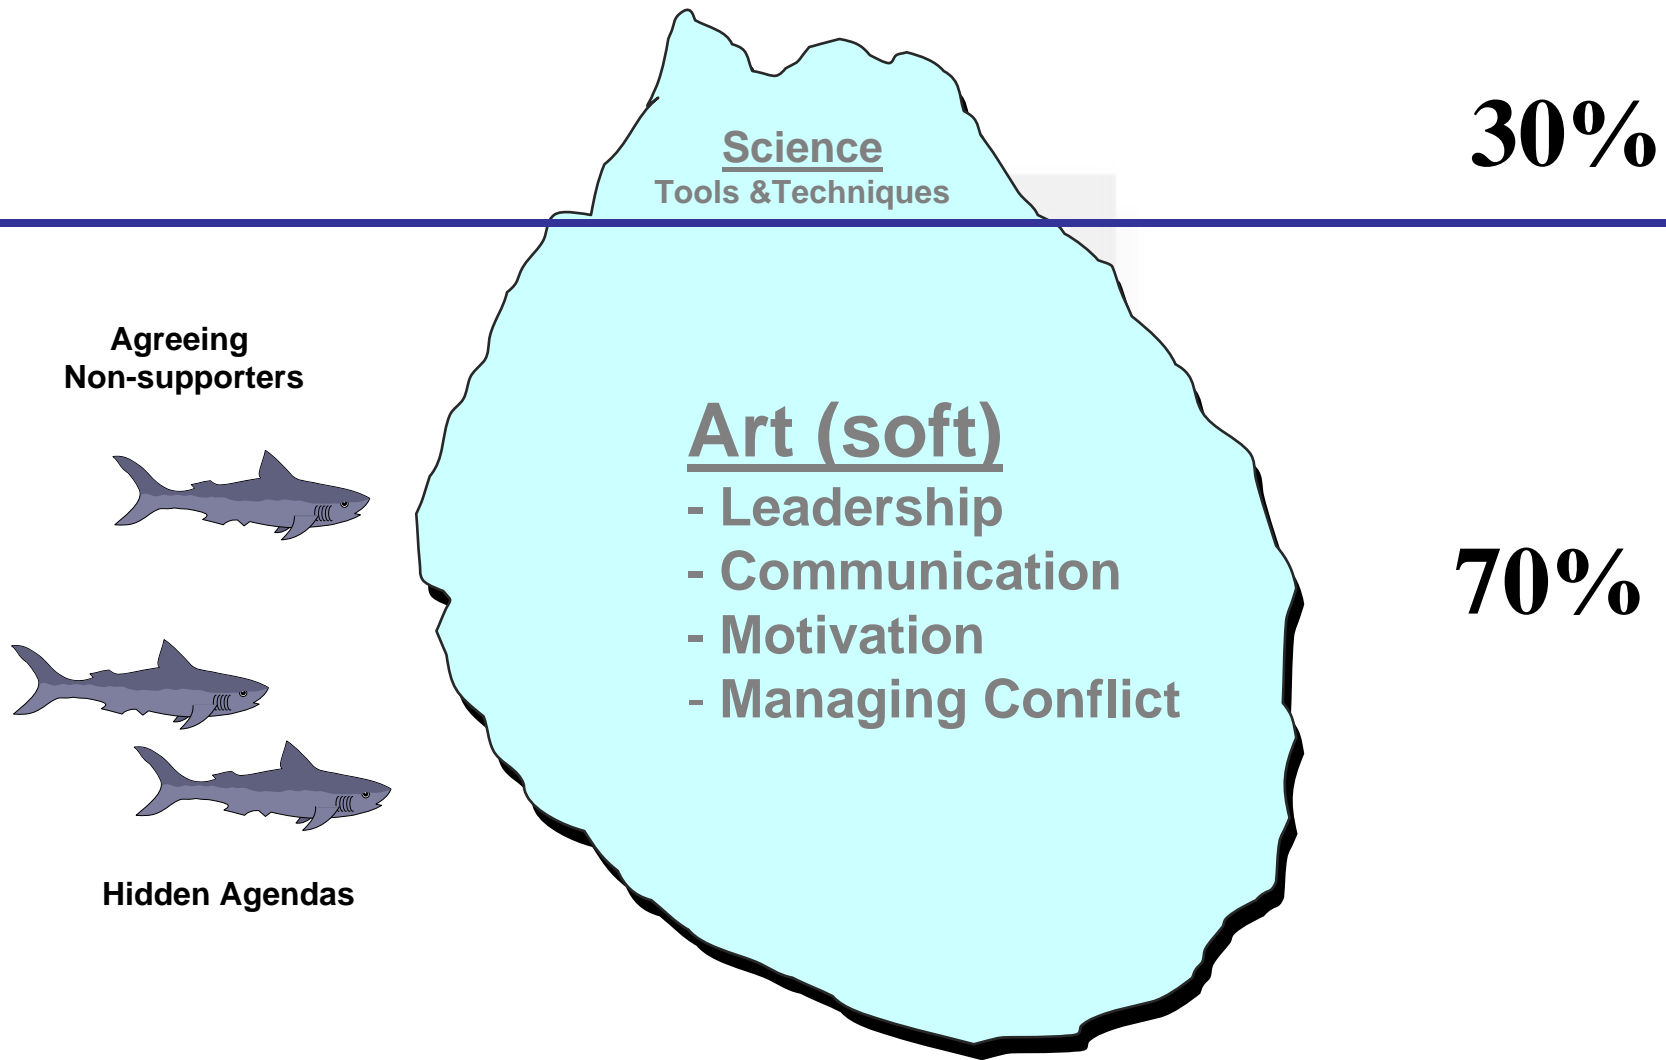 30%
Science
Tools &Techniques
Agreeing
Non-supporters
Art (soft)
- Leadership
- Communication
- Motivation
- Managing Conflict
70%
Hidden Agendas